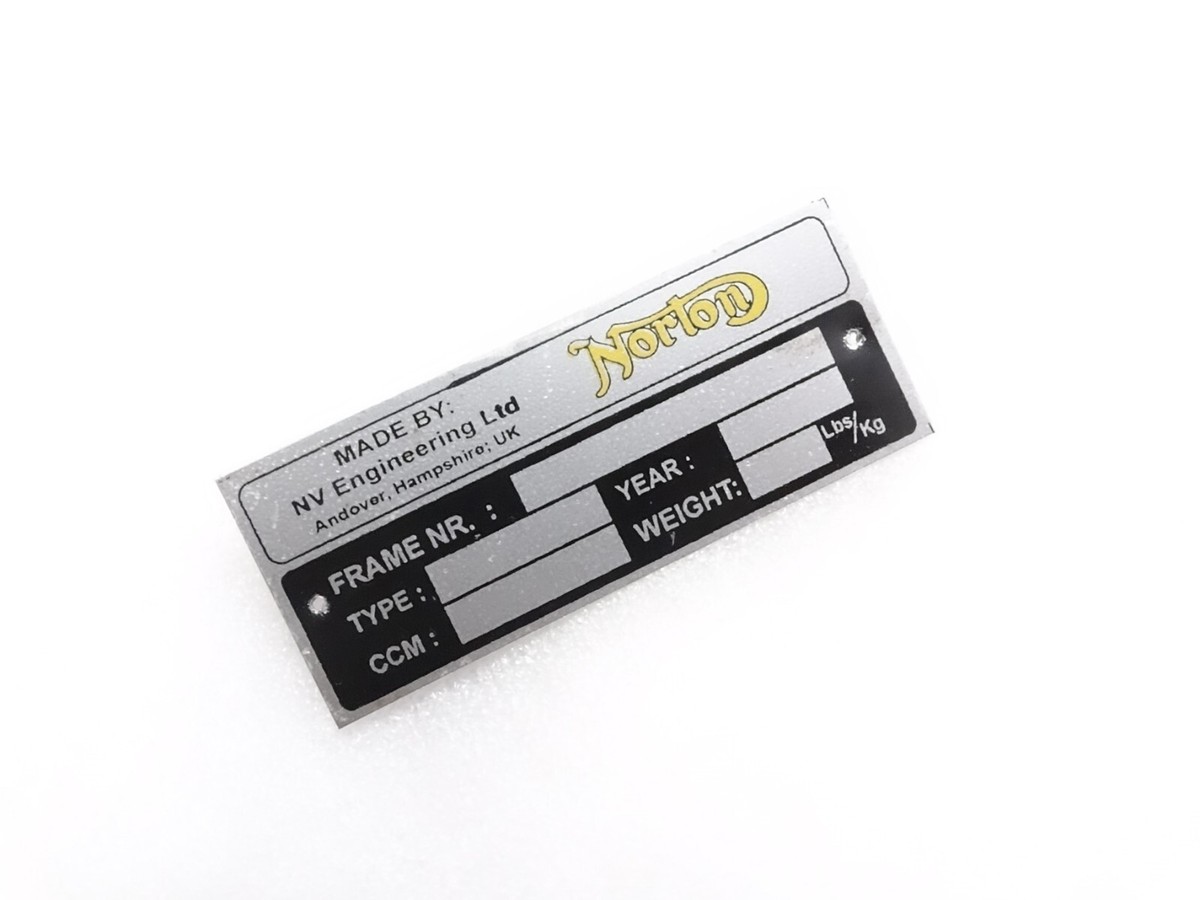 MADE BY:
NV Engineering Ltd
Andover, Hampshire; UK
Norton
FRAME NR. :
TYPE :
YEAR :
CCM :
WEIGHT:
Lbs/Kg